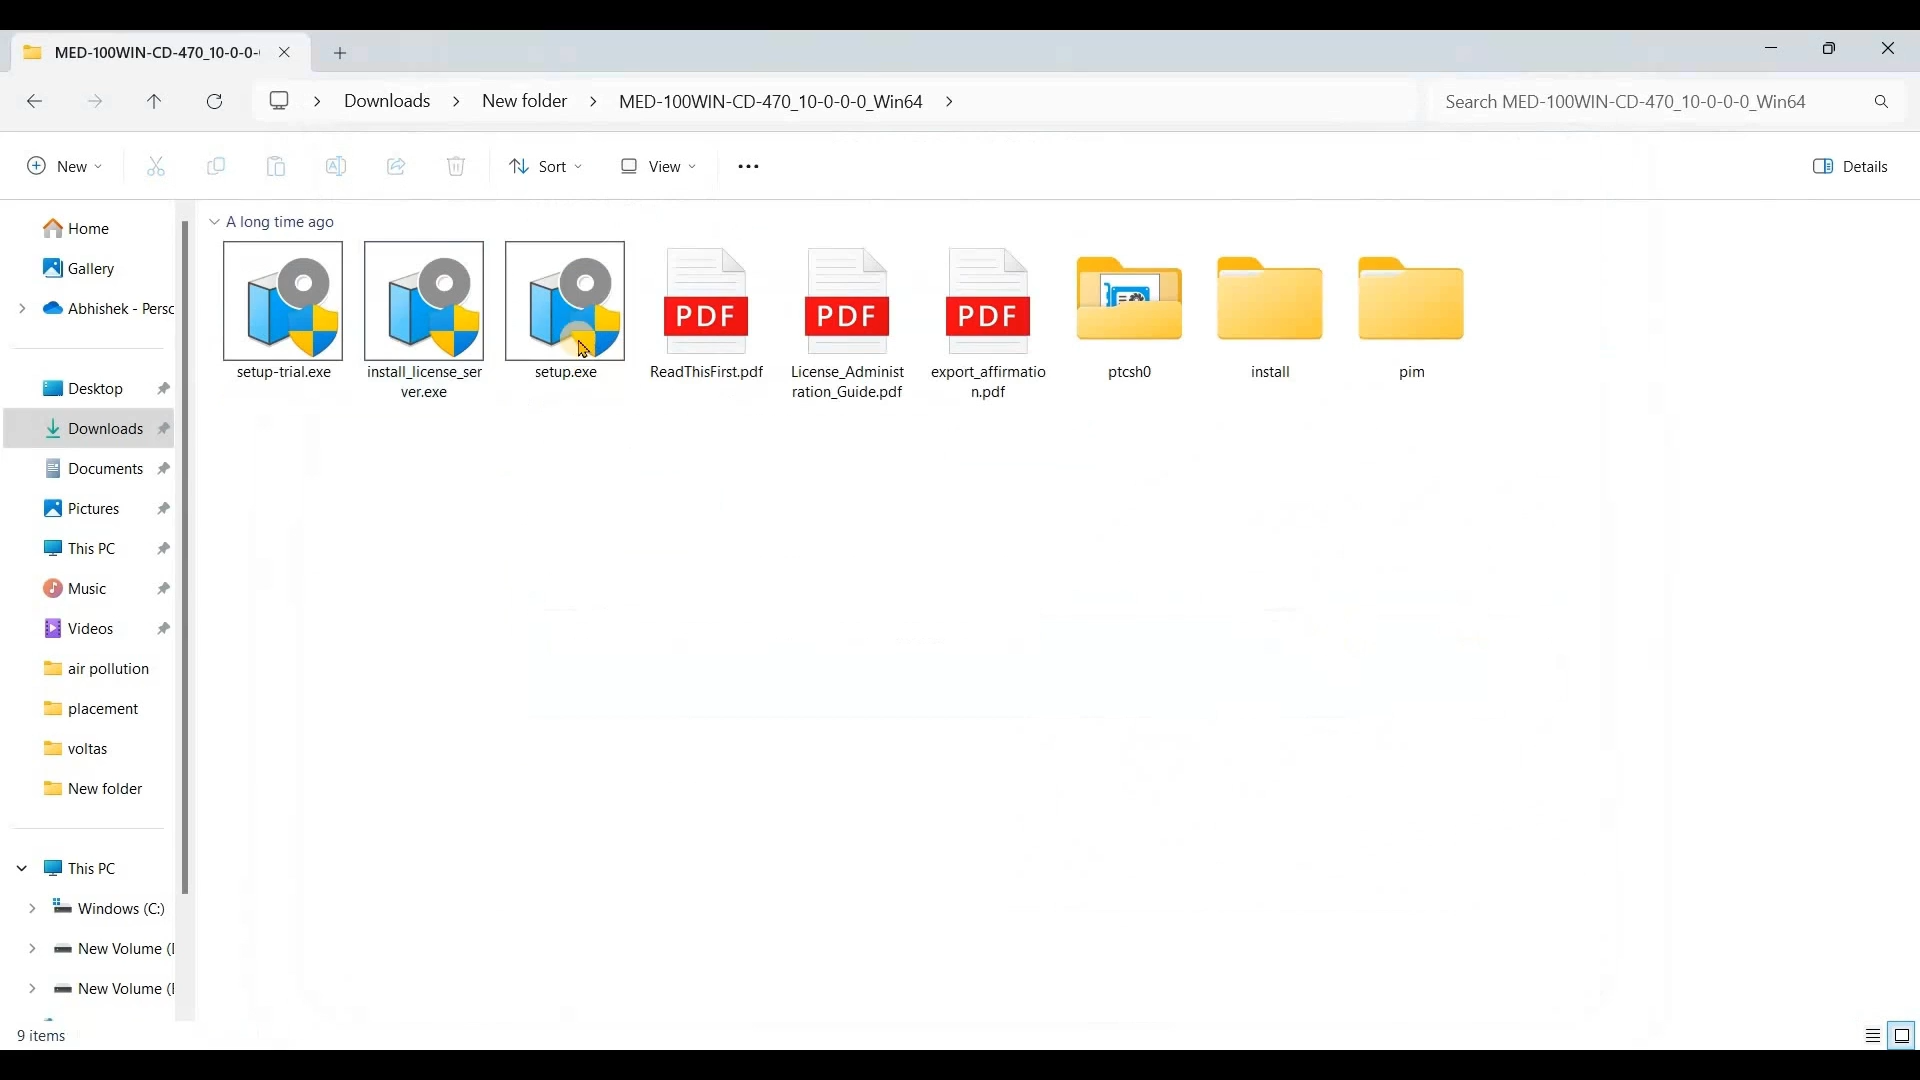 MED-100WIN-CD-470_10-0-0-
Downloads New folder MED-100WIN-CD-470_10-0-0-0_Win64
Search MED-100WIN-CD-470_10-0-0-0_Win64
New Sort View Details
Home
Gallery
Abhishek - Persc
Desktop
Downloads
Documents
Pictures
This PC
Music
Videos
air pollution
placement
voltas
New folder
This PC
Windows (C:)
New Volume (
New Volume (
A long time ago
setup-trial.exe
install_license_ser
ver.exe
setup.exe
PDF
ReadThisFirst.pdf
PDF
License_Administ
ration_Guide.pdf
PDF
export_affirmatio
n.pdf
ptcsh0
install
pim
9 items